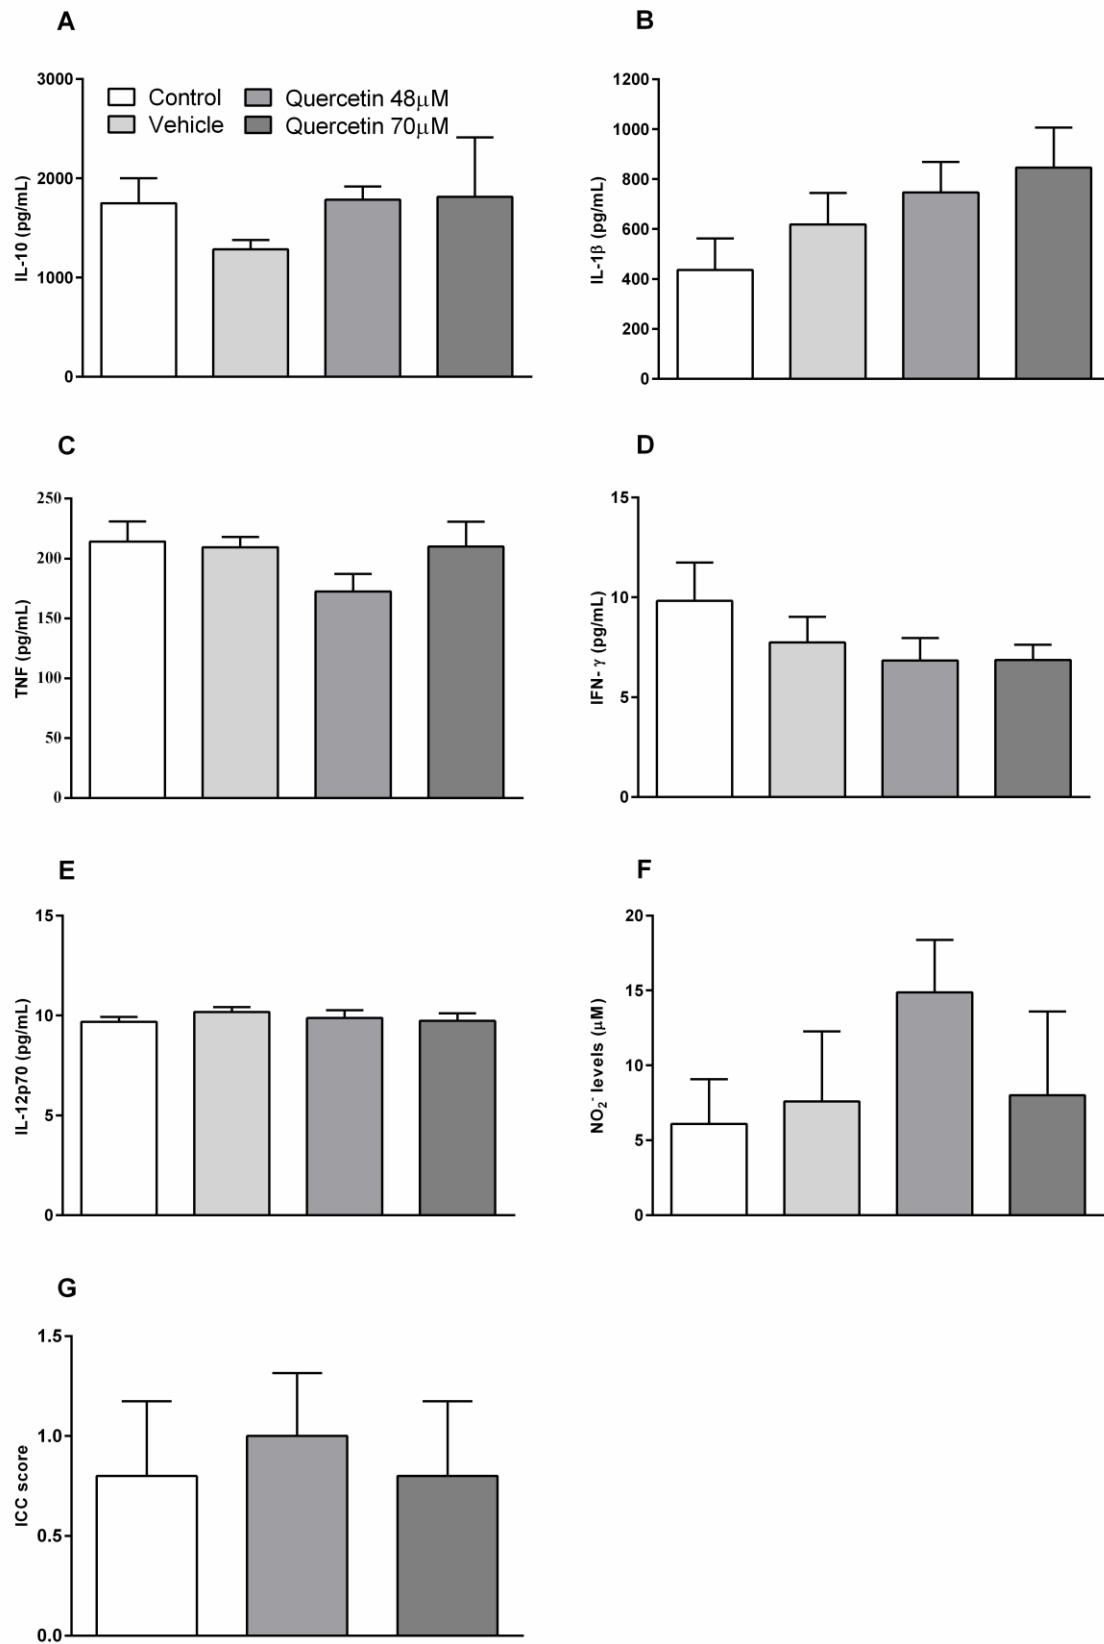 A
3000
2000
1000
0
IL-10 (pg/mL)
Control
Quercetin 48μM
Vehicle
Quercetin 70μM
B
1200
1000
800
600
400
200
0
IL-1β (pg/mL)
C
250
200
150
100
50
0
TNF (pg/mL)
D
15
10
5
0
IFN- γ (pg/mL)
E
15
10
5
0
IL-12p70 (pg/mL)
F
20
15
10
5
0
NO₂⁻ levels (μM)
G
1.5
1.0
0.5
0.0
ICC score